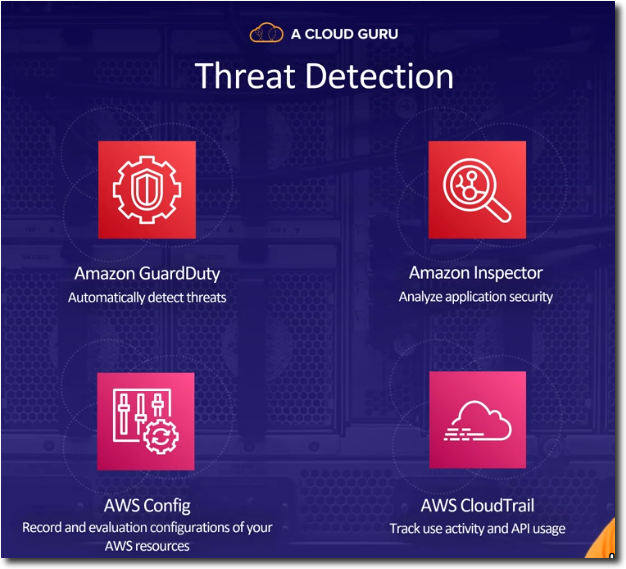 A CLOUD GURU
Threat Detection
Amazon GuardDuty
Automatically detect threats
Amazon Inspector
Analyze application security
AWS Config
Record and evaluation configurations of your
AWS resources
AWS CloudTrail
Track use activity and API usage